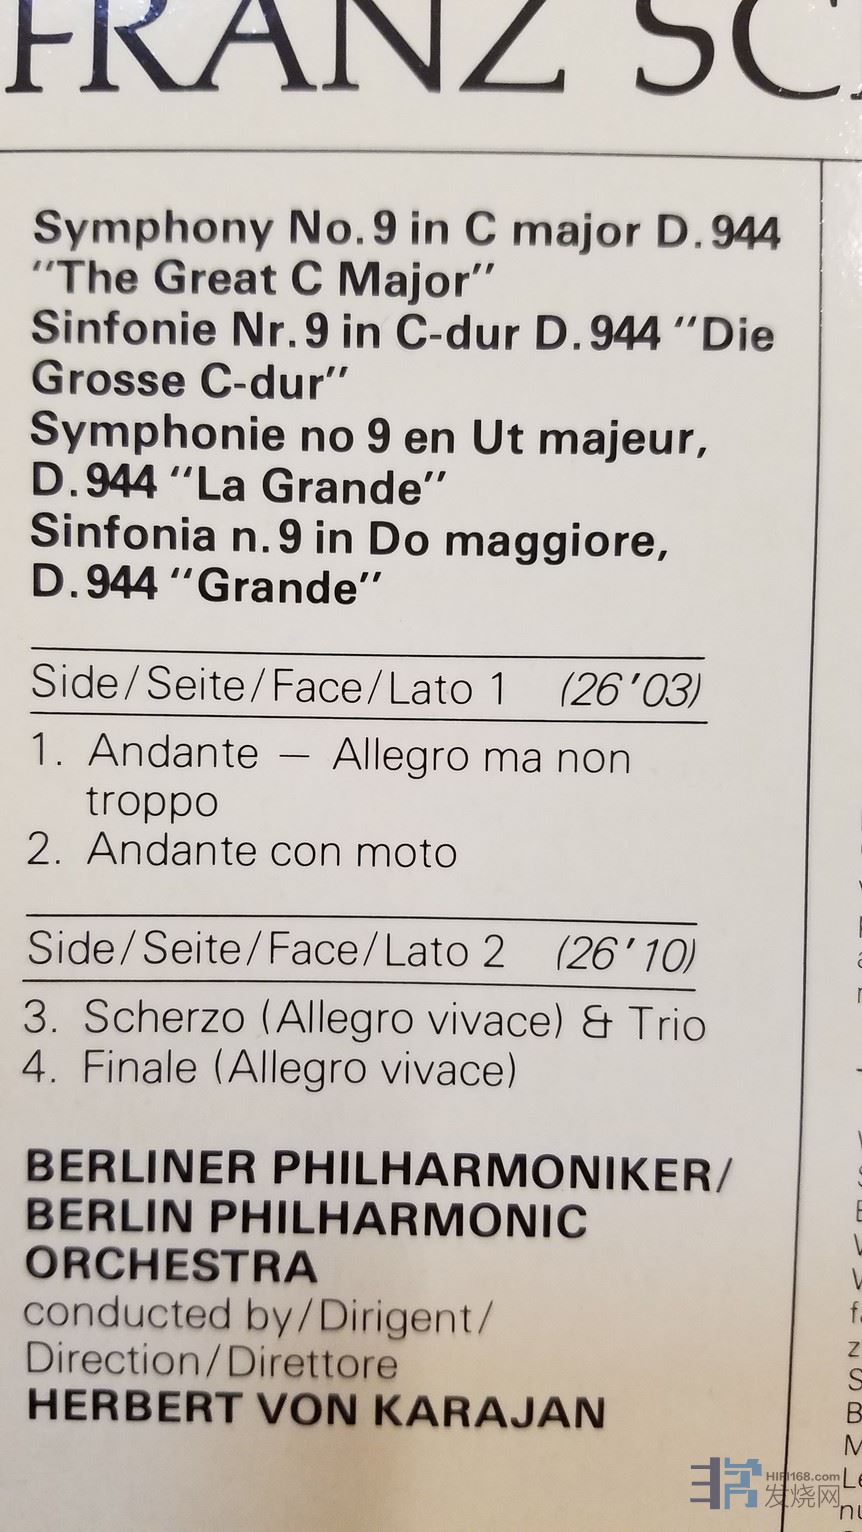 FRANZ SC
Symphony No. 9 in C major D. 944
"The Great C Major"
Sinfonie Nr. 9 in C-dur D. 944 "Die
Grosse C-dur"
Symphonie no 9 en Ut majeur,
D. 944 "La Grande"
Sinfonia n. 9 in Do maggiore,
D. 944 "Grande"
Side/Seite/Face/Lato 1 (26'03)
1. Andante — Allegro ma non
troppo
2. Andante con moto
Side/Seite/Face/Lato 2 (26'10)
3. Scherzo (Allegro vivace) & Trio
4. Finale (Allegro vivace)
BERLINER PHILHARMONIKER/
BERLIN PHILHARMONIC
ORCHESTRA
conducted by/Dirigent/
Direction/Direttore
HERBERT VON KARAJAN
HIFI168.com
发烧网